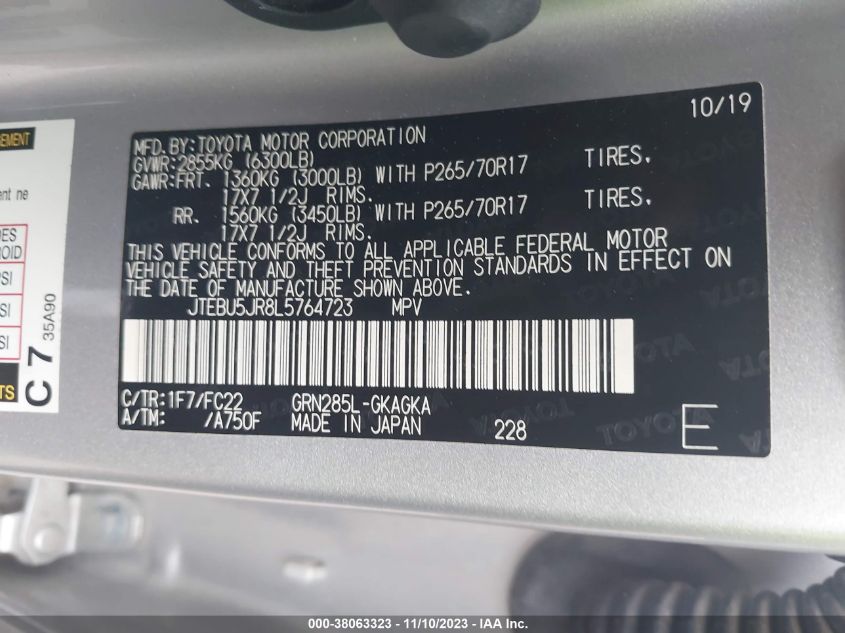 10/19
MFD. BY: TOYOTA MOTOR CORPORATION
GVWR: 2855KG (6300LB)
GAWR: FRT. 1360KG (3000LB) WITH P265/70R17 TIRES.
17X7 1/2J RIMS.
RR. 1560KG (3450LB) WITH P265/70R17 TIRES.
17X7 1/2J RIMS.
THIS VEHICLE CONFORMS TO ALL APPLICABLE FEDERAL MOTOR
VEHICLE SAFETY AND THEFT PREVENTION STANDARDS IN EFFECT ON
THE DATE OF MANUFACTURE SHOWN ABOVE.
JTEBU5JR8L5764723 MPV
C/TR: 1F7/FC22 GRN285L-GKAGKA
A/TM: /A750F MADE IN JAPAN 228 E
TOYOTA
C 7 35A90
000-38063323 - 11/10/2023 - IAA Inc.